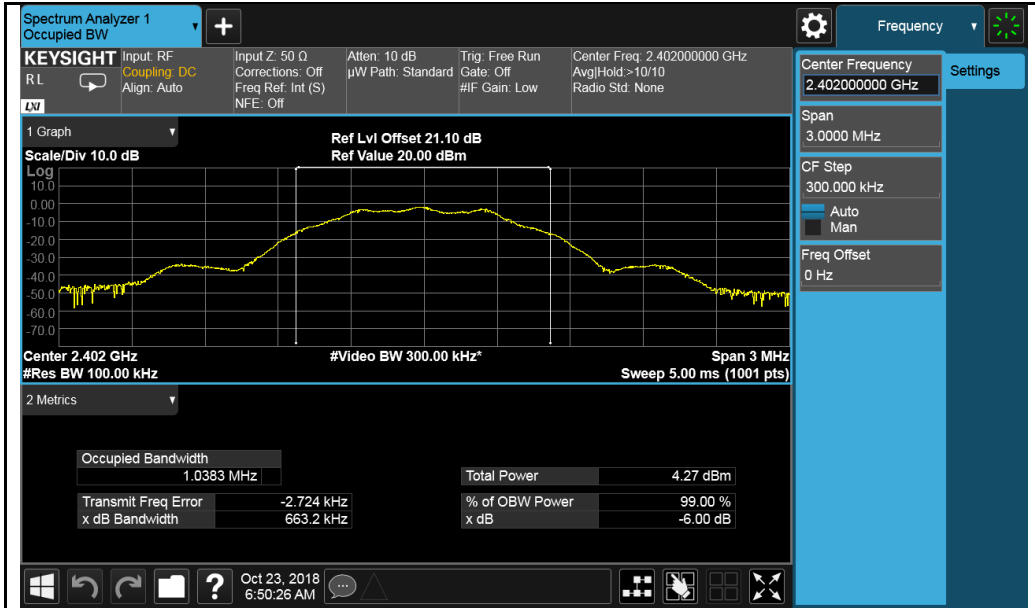 Spectrum Analyzer 1
Occupied BW
Frequency
KEYSIGHT
R L
LXI
Input: RF
Coupling: DC
Align: Auto
Input Z: 50 Ω
Corrections: Off
Freq Ref: Int (S)
NFE: Off
Atten: 10 dB
µW Path: Standard
Trig: Free Run
Gate: Off
#IF Gain: Low
Center Freq: 2.402000000 GHz
Avg|Hold:>10/10
Radio Std: None
Center Frequency
2.402000000 GHz
Settings
Span
3.0000 MHz
CF Step
300.000 kHz
Auto
Man
Freq Offset
0 Hz
1 Graph
Scale/Div 10.0 dB
Ref Lvl Offset 21.10 dB
Ref Value 20.00 dBm
Log
10.0
0.00
-10.0
-20.0
-30.0
-40.0
-50.0
-60.0
-70.0
Center 2.402 GHz
#Video BW 300.00 kHz*
Span 3 MHz
#Res BW 100.00 kHz
Sweep 5.00 ms (1001 pts)
2 Metrics
Occupied Bandwidth
1.0383 MHz
Total Power 4.27 dBm
Transmit Freq Error -2.724 kHz
% of OBW Power 99.00 %
x dB Bandwidth 663.2 kHz
x dB -6.00 dB
?
Oct 23, 2018
6:50:26 AM